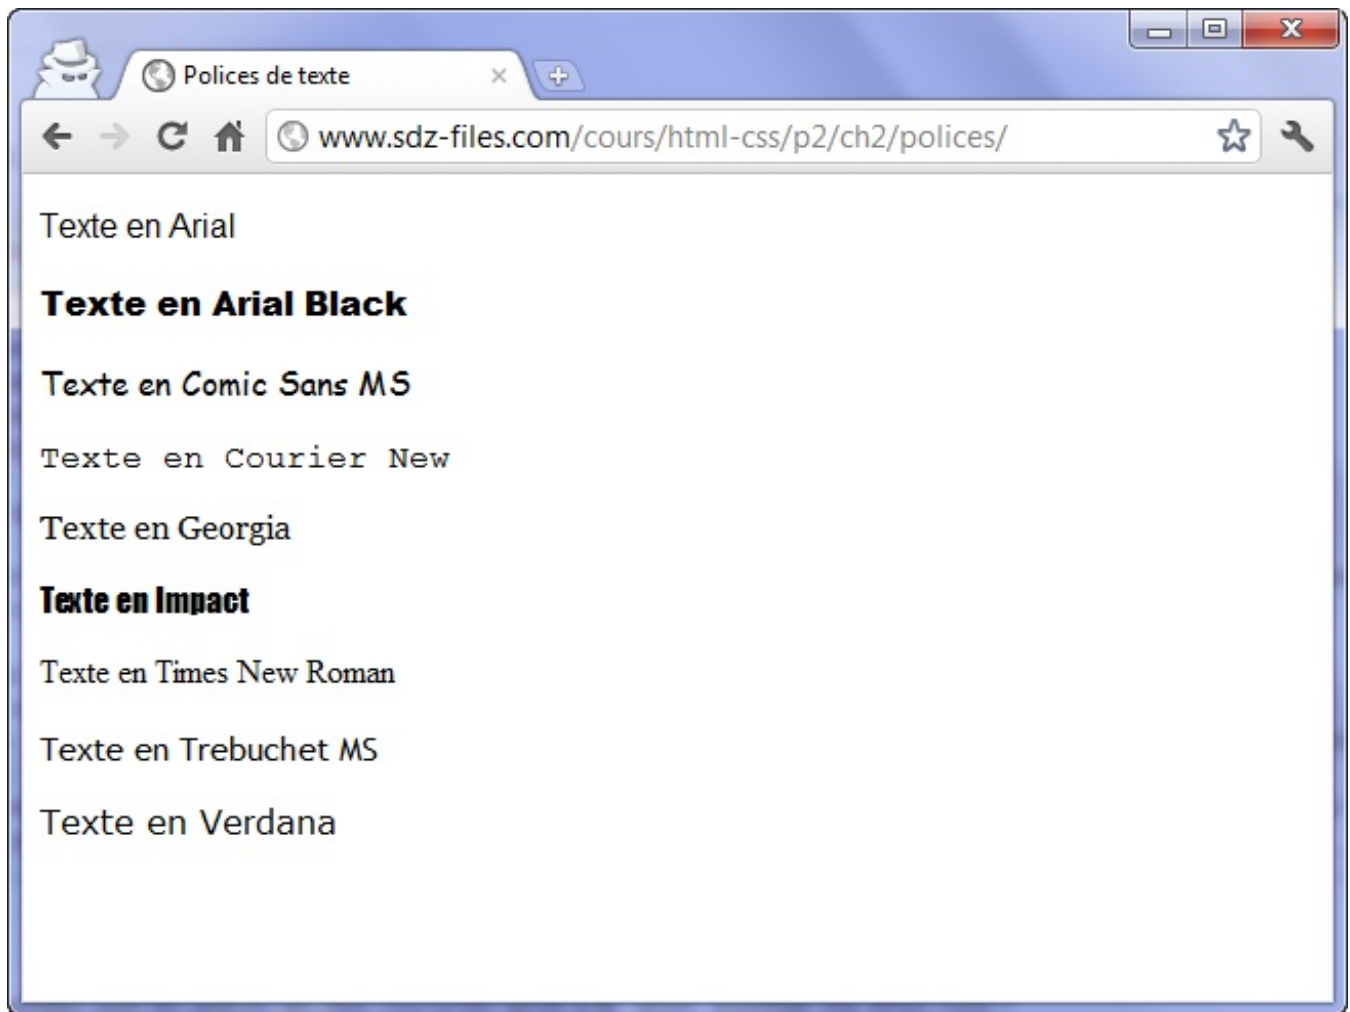 Polices de texte
www.sdz-files.com/cours/html-css/p2/ch2/polices/
Texte en Arial
Texte en Arial Black
Texte en Comic Sans MS
Texte en Courier New
Texte en Georgia
Texte en Impact
Texte en Times New Roman
Texte en Trebuchet MS
Texte en Verdana